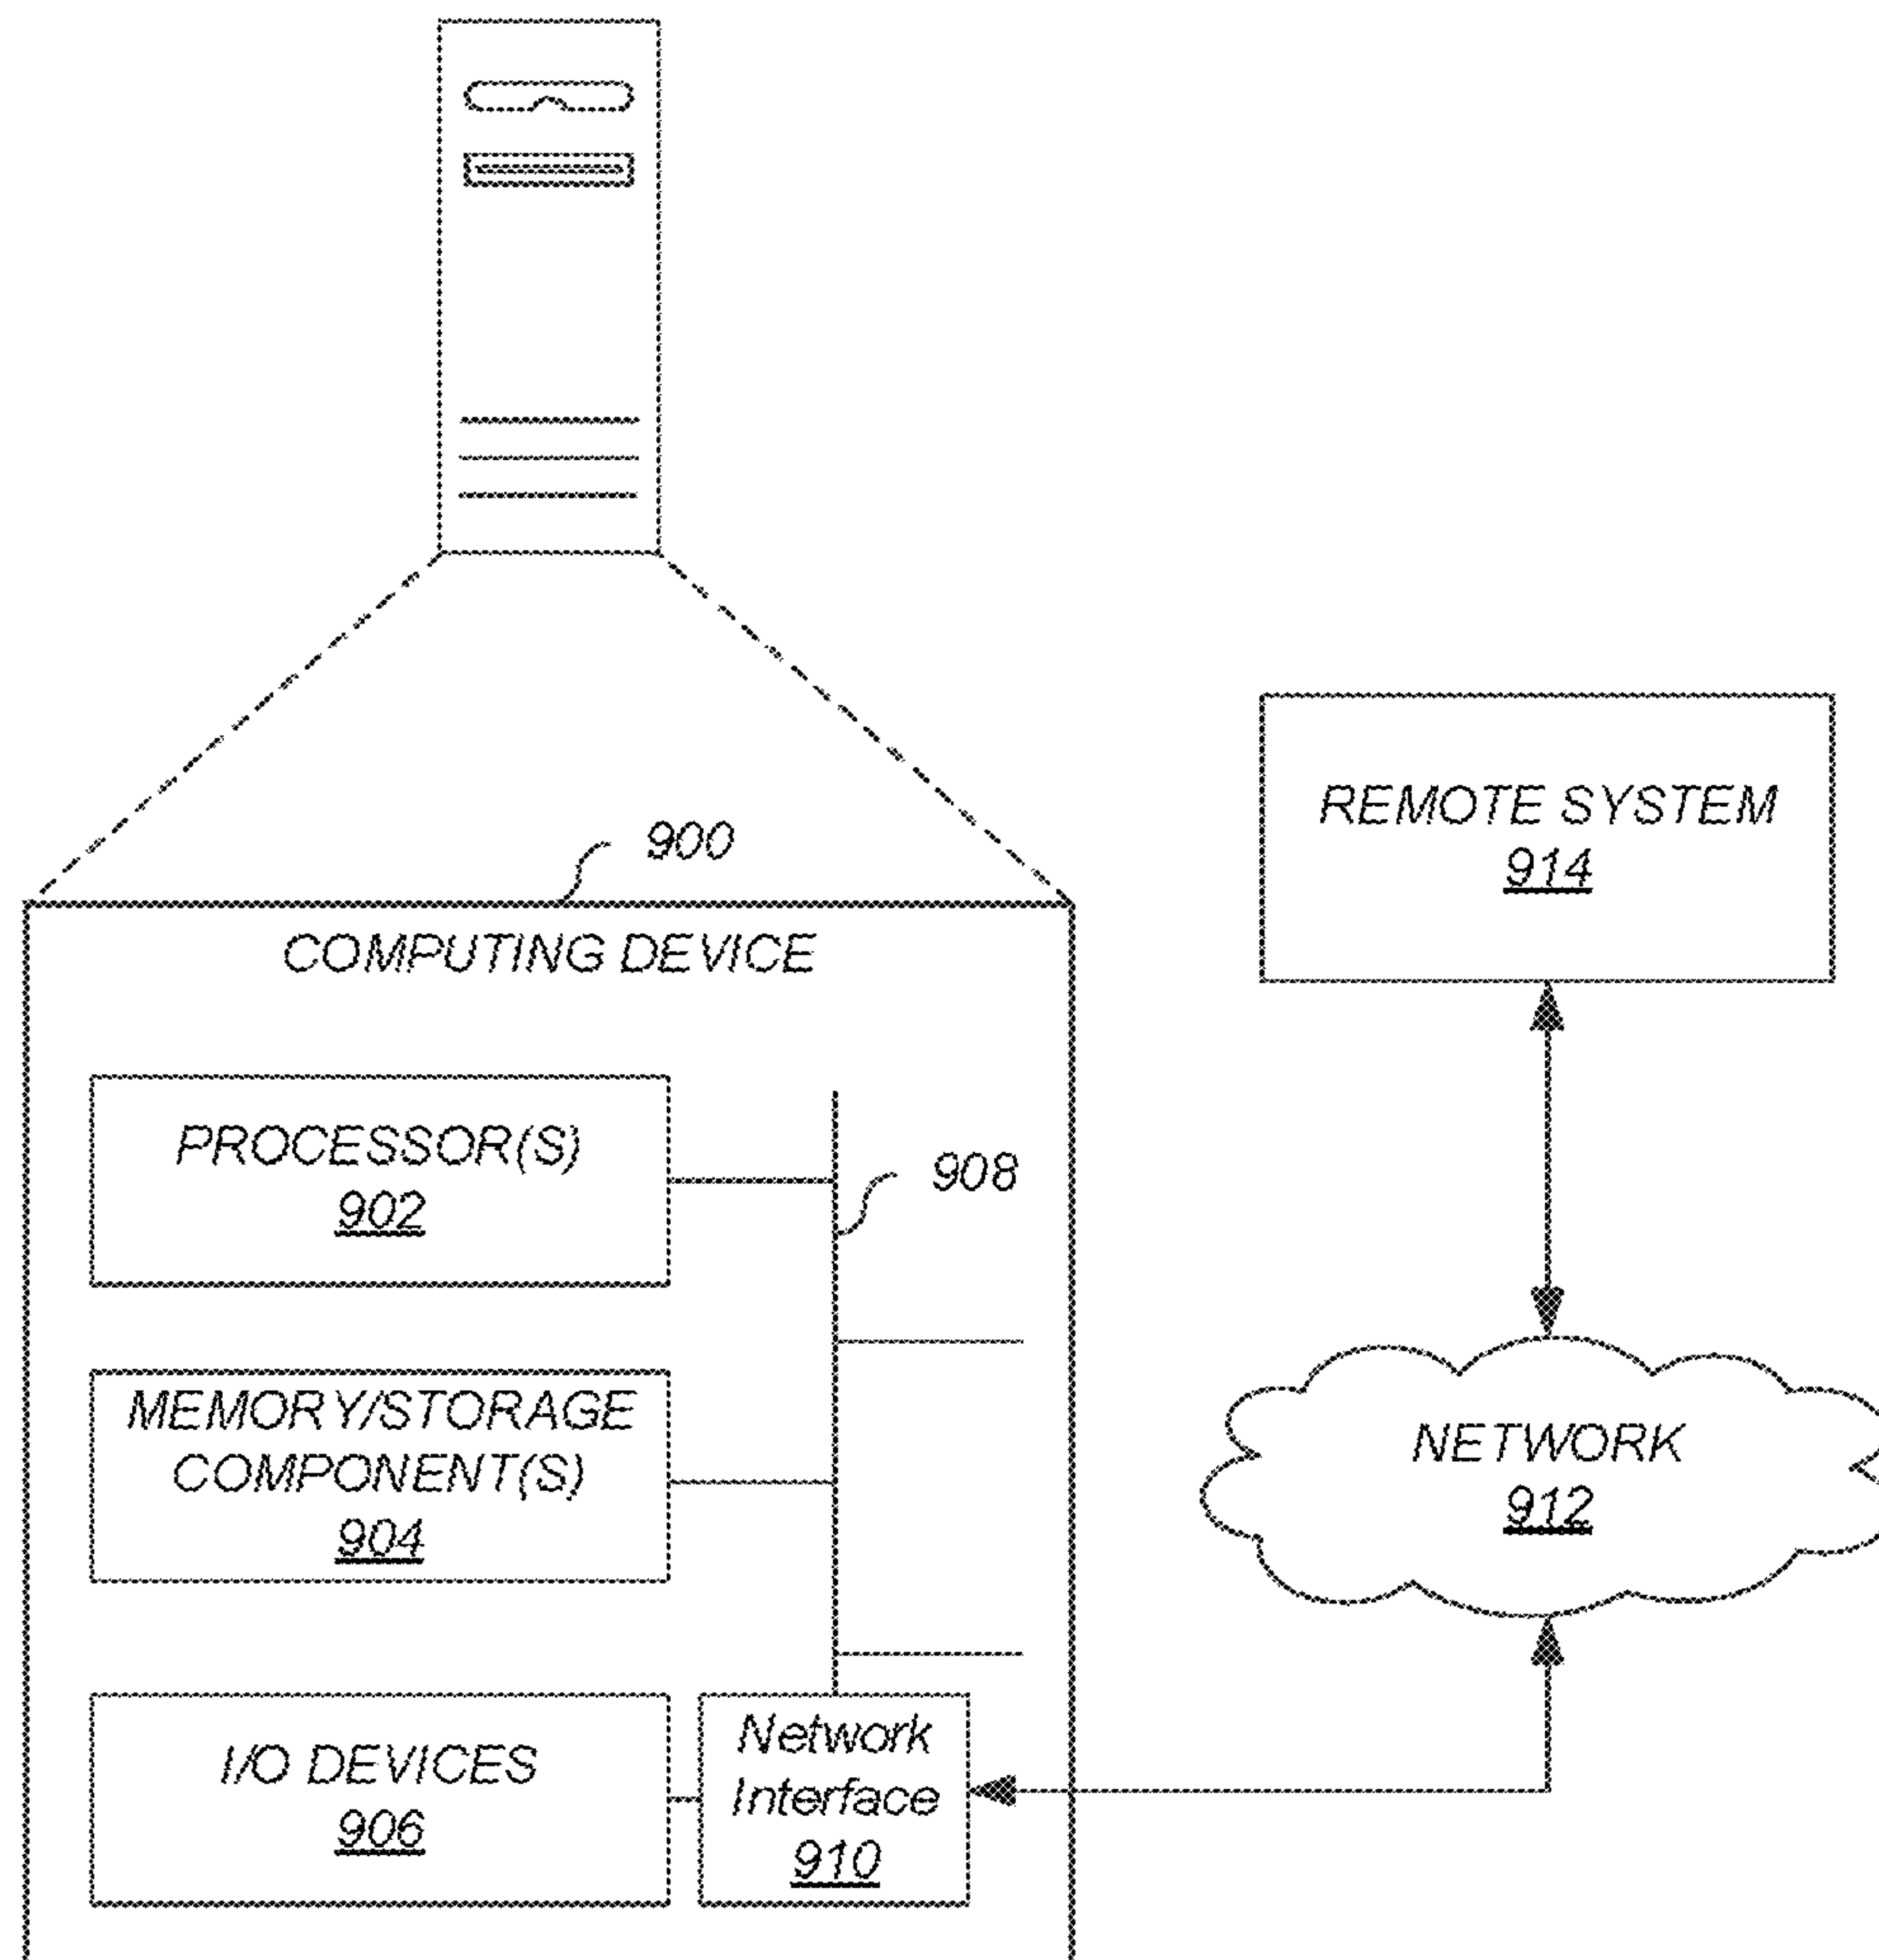 900
COMPUTING DEVICE
PROCESSOR(S)
902
908
MEMORY/STORAGE
COMPONENT(S)
904
I/O DEVICES
906
Network
Interface
910
REMOTE SYSTEM
914
NETWORK
912